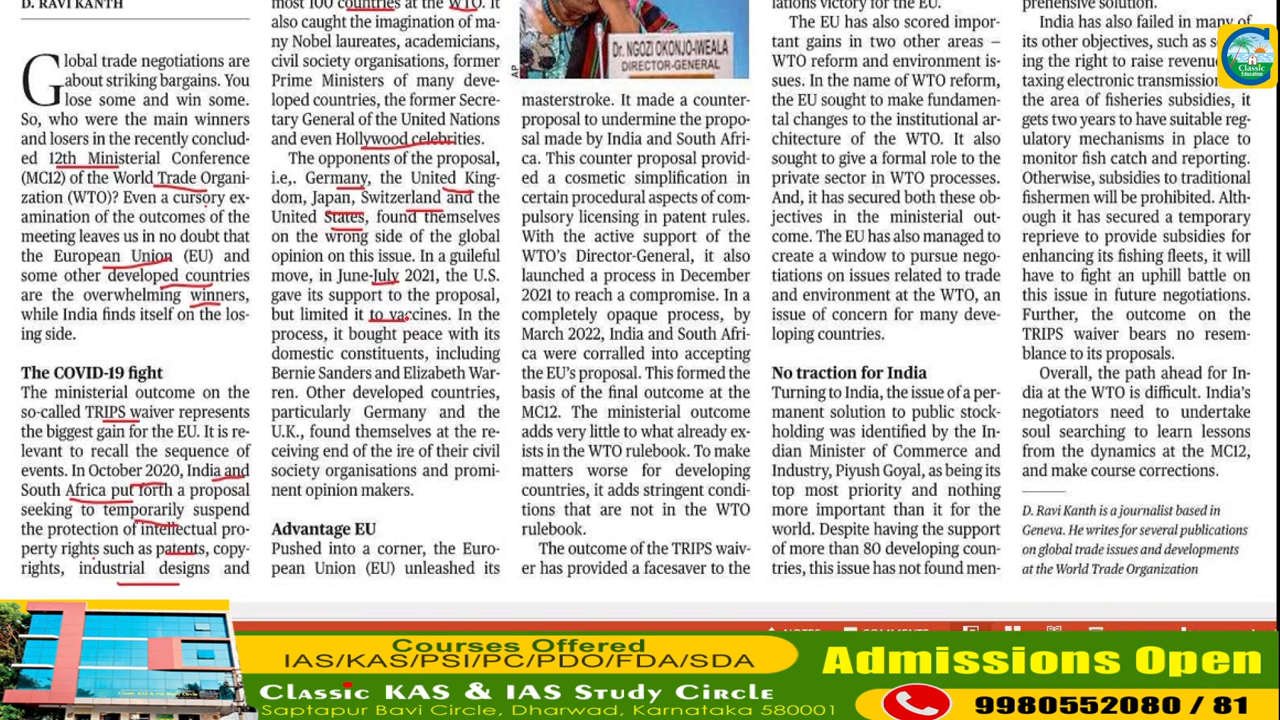 D. RAVI KANTH
Global trade negotiations are
about striking bargains. You
lose some and win some.
So, who were the main winners
and losers in the recently conclud-
ed 12th Ministerial Conference
(MC12) of the World Trade Organi-
zation (WTO)? Even a cursory ex-
amination of the outcomes of the
meeting leaves us in no doubt that
the European Union (EU) and
some other developed countries
are the overwhelming winners,
while India finds itself on the los-
ing side.
The COVID-19 fight
The ministerial outcome on the
so-called TRIPS waiver represents
the biggest gain for the EU. It is re-
levant to recall the sequence of
events. In October 2020, India and
South Africa put forth a proposal
seeking to temporarily suspend
the protection of intellectual pro-
perty rights such as patents, copy-
rights, industrial designs and
most 100 countries at the WTO. It
also caught the imagination of ma-
ny Nobel laureates, academicians,
civil society organisations, former
Prime Ministers of many deve-
loped countries, the former Secre-
tary General of the United Nations
and even Hollywood celebrities.
The opponents of the proposal,
i.e,. Germany, the United King-
dom, Japan, Switzerland and the
United States, found themselves
on the wrong side of the global
opinion on this issue. In a guileful
move, in June-July 2021, the U.S.
gave its support to the proposal,
but limited it to vaccines. In the
process, it bought peace with its
domestic constituents, including
Bernie Sanders and Elizabeth War-
ren. Other developed countries,
particularly Germany and the
U.K., found themselves at the re-
ceiving end of the ire of their civil
society organisations and promi-
nent opinion makers.
Advantage EU
Pushed into a corner, the Euro-
pean Union (EU) unleashed its
Dr. NGOZI OKONJO-IWEALA
DIRECTOR-GENERAL
AP
masterstroke. It made a counter-
proposal to undermine the propo-
sal made by India and South Afri-
ca. This counter proposal provid-
ed a cosmetic simplification in
certain procedural aspects of com-
pulsory licensing in patent rules.
With the active support of the
WTO's Director-General, it also
launched a process in December
2021 to reach a compromise. In a
completely opaque process, by
March 2022, India and South Afri-
ca were corralled into accepting
the EU's proposal. This formed the
basis of the final outcome at the
MC12. The ministerial outcome
adds very little to what already ex-
ists in the WTO rulebook. To make
matters worse for developing
countries, it adds stringent condi-
tions that are not in the WTO
rulebook.
The outcome of the TRIPS waiv-
er has provided a facesaver to the
lations victory for the EU.
The EU has also scored impor-
tant gains in two other areas –
WTO reform and environment is-
sues. In the name of WTO reform,
the EU sought to make fundamen-
tal changes to the institutional ar-
chitecture of the WTO. It also
sought to give a formal role to the
private sector in WTO processes.
And, it has secured both these ob-
jectives in the ministerial out-
come. The EU has also managed to
create a window to pursue nego-
tiations on issues related to trade
and environment at the WTO, an
issue of concern for many deve-
loping countries.
No traction for India
Turning to India, the issue of a per-
manent solution to public stock-
holding was identified by the In-
dian Minister of Commerce and
Industry, Piyush Goyal, as being its
top most priority and nothing
more important than it for the
world. Despite having the support
of more than 80 developing coun-
tries, this issue has not found men-
prehensive solution.
India has also failed in many of
its other objectives, such as
ing the right to raise revenue
taxing electronic transmission
the area of fisheries subsidies, it
gets two years to have suitable reg-
ulatory mechanisms in place to
monitor fish catch and reporting.
Otherwise, subsidies to traditional
fishermen will be prohibited. Alth-
ough it has secured a temporary
reprieve to provide subsidies for
enhancing its fishing fleets, it will
have to fight an uphill battle on
this issue in future negotiations.
Further, the outcome on the
TRIPS waiver bears no resem-
blance to its proposals.
Overall, the path ahead for In-
dia at the WTO is difficult. India's
negotiators need to undertake
soul searching to learn lessons
from the dynamics at the MC12,
and make course corrections.
D. Ravi Kanth is a journalist based in
Geneva. He writes for several publications
on global trade issues and developments
at the World Trade Organization
Classic
Education
Courses Offered
IAS/KAS/PSI/PC/PDO/FDA/SDA
Classic KAS & IAS Study Circle
Saptapur Bavi Circle, Dharwad, Karnataka 580001
Admissions Open
9980552080 / 81